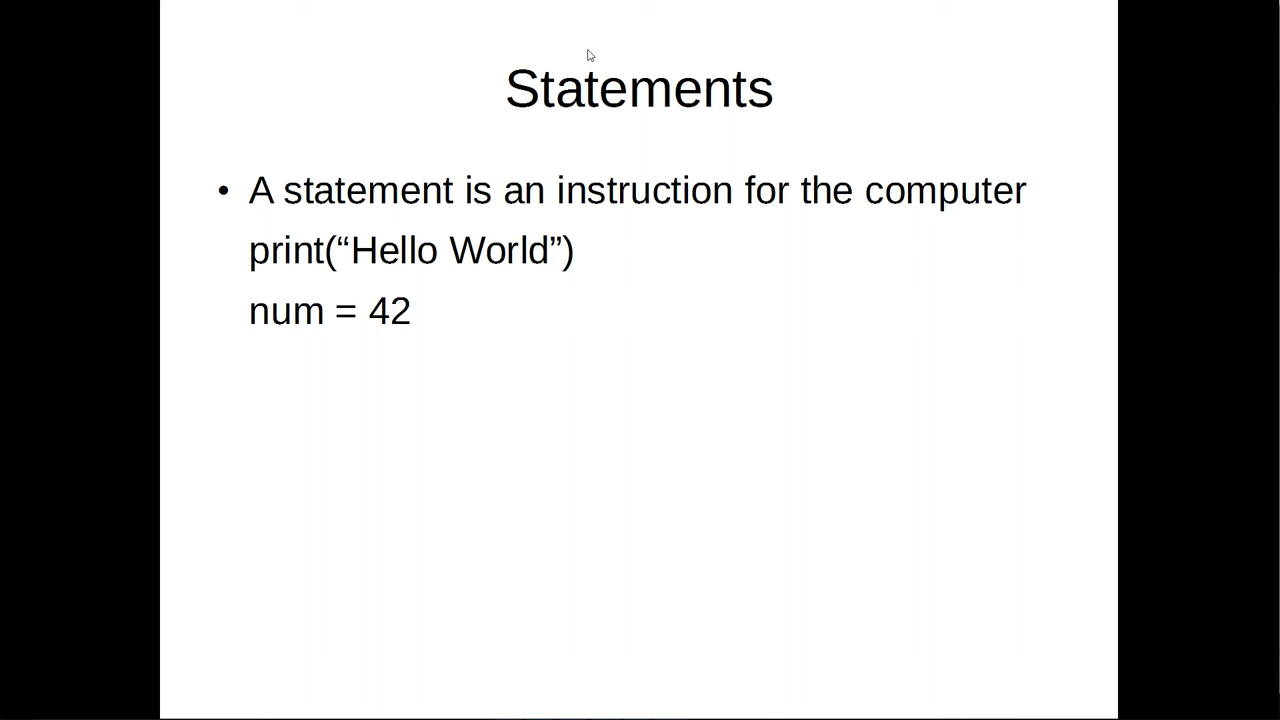 Statements
• A statement is an instruction for the computer
print(“Hello World”)
num = 42